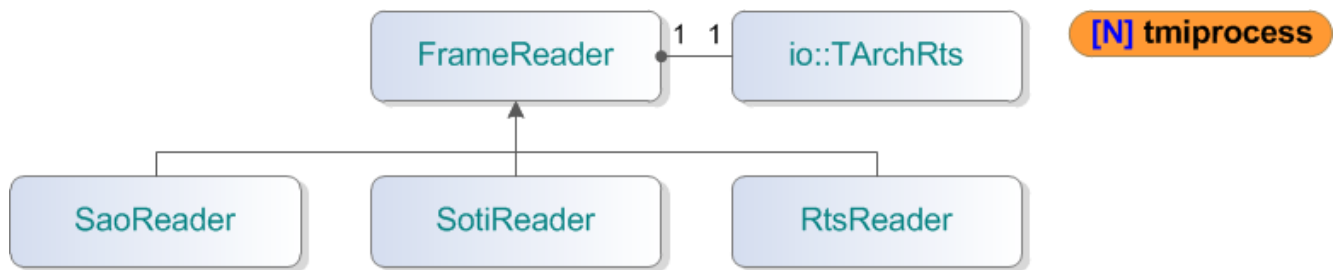 FrameReader
1 1
io::TArchRts
[N] tmiprocess
SaoReader
SotiReader
RtsReader